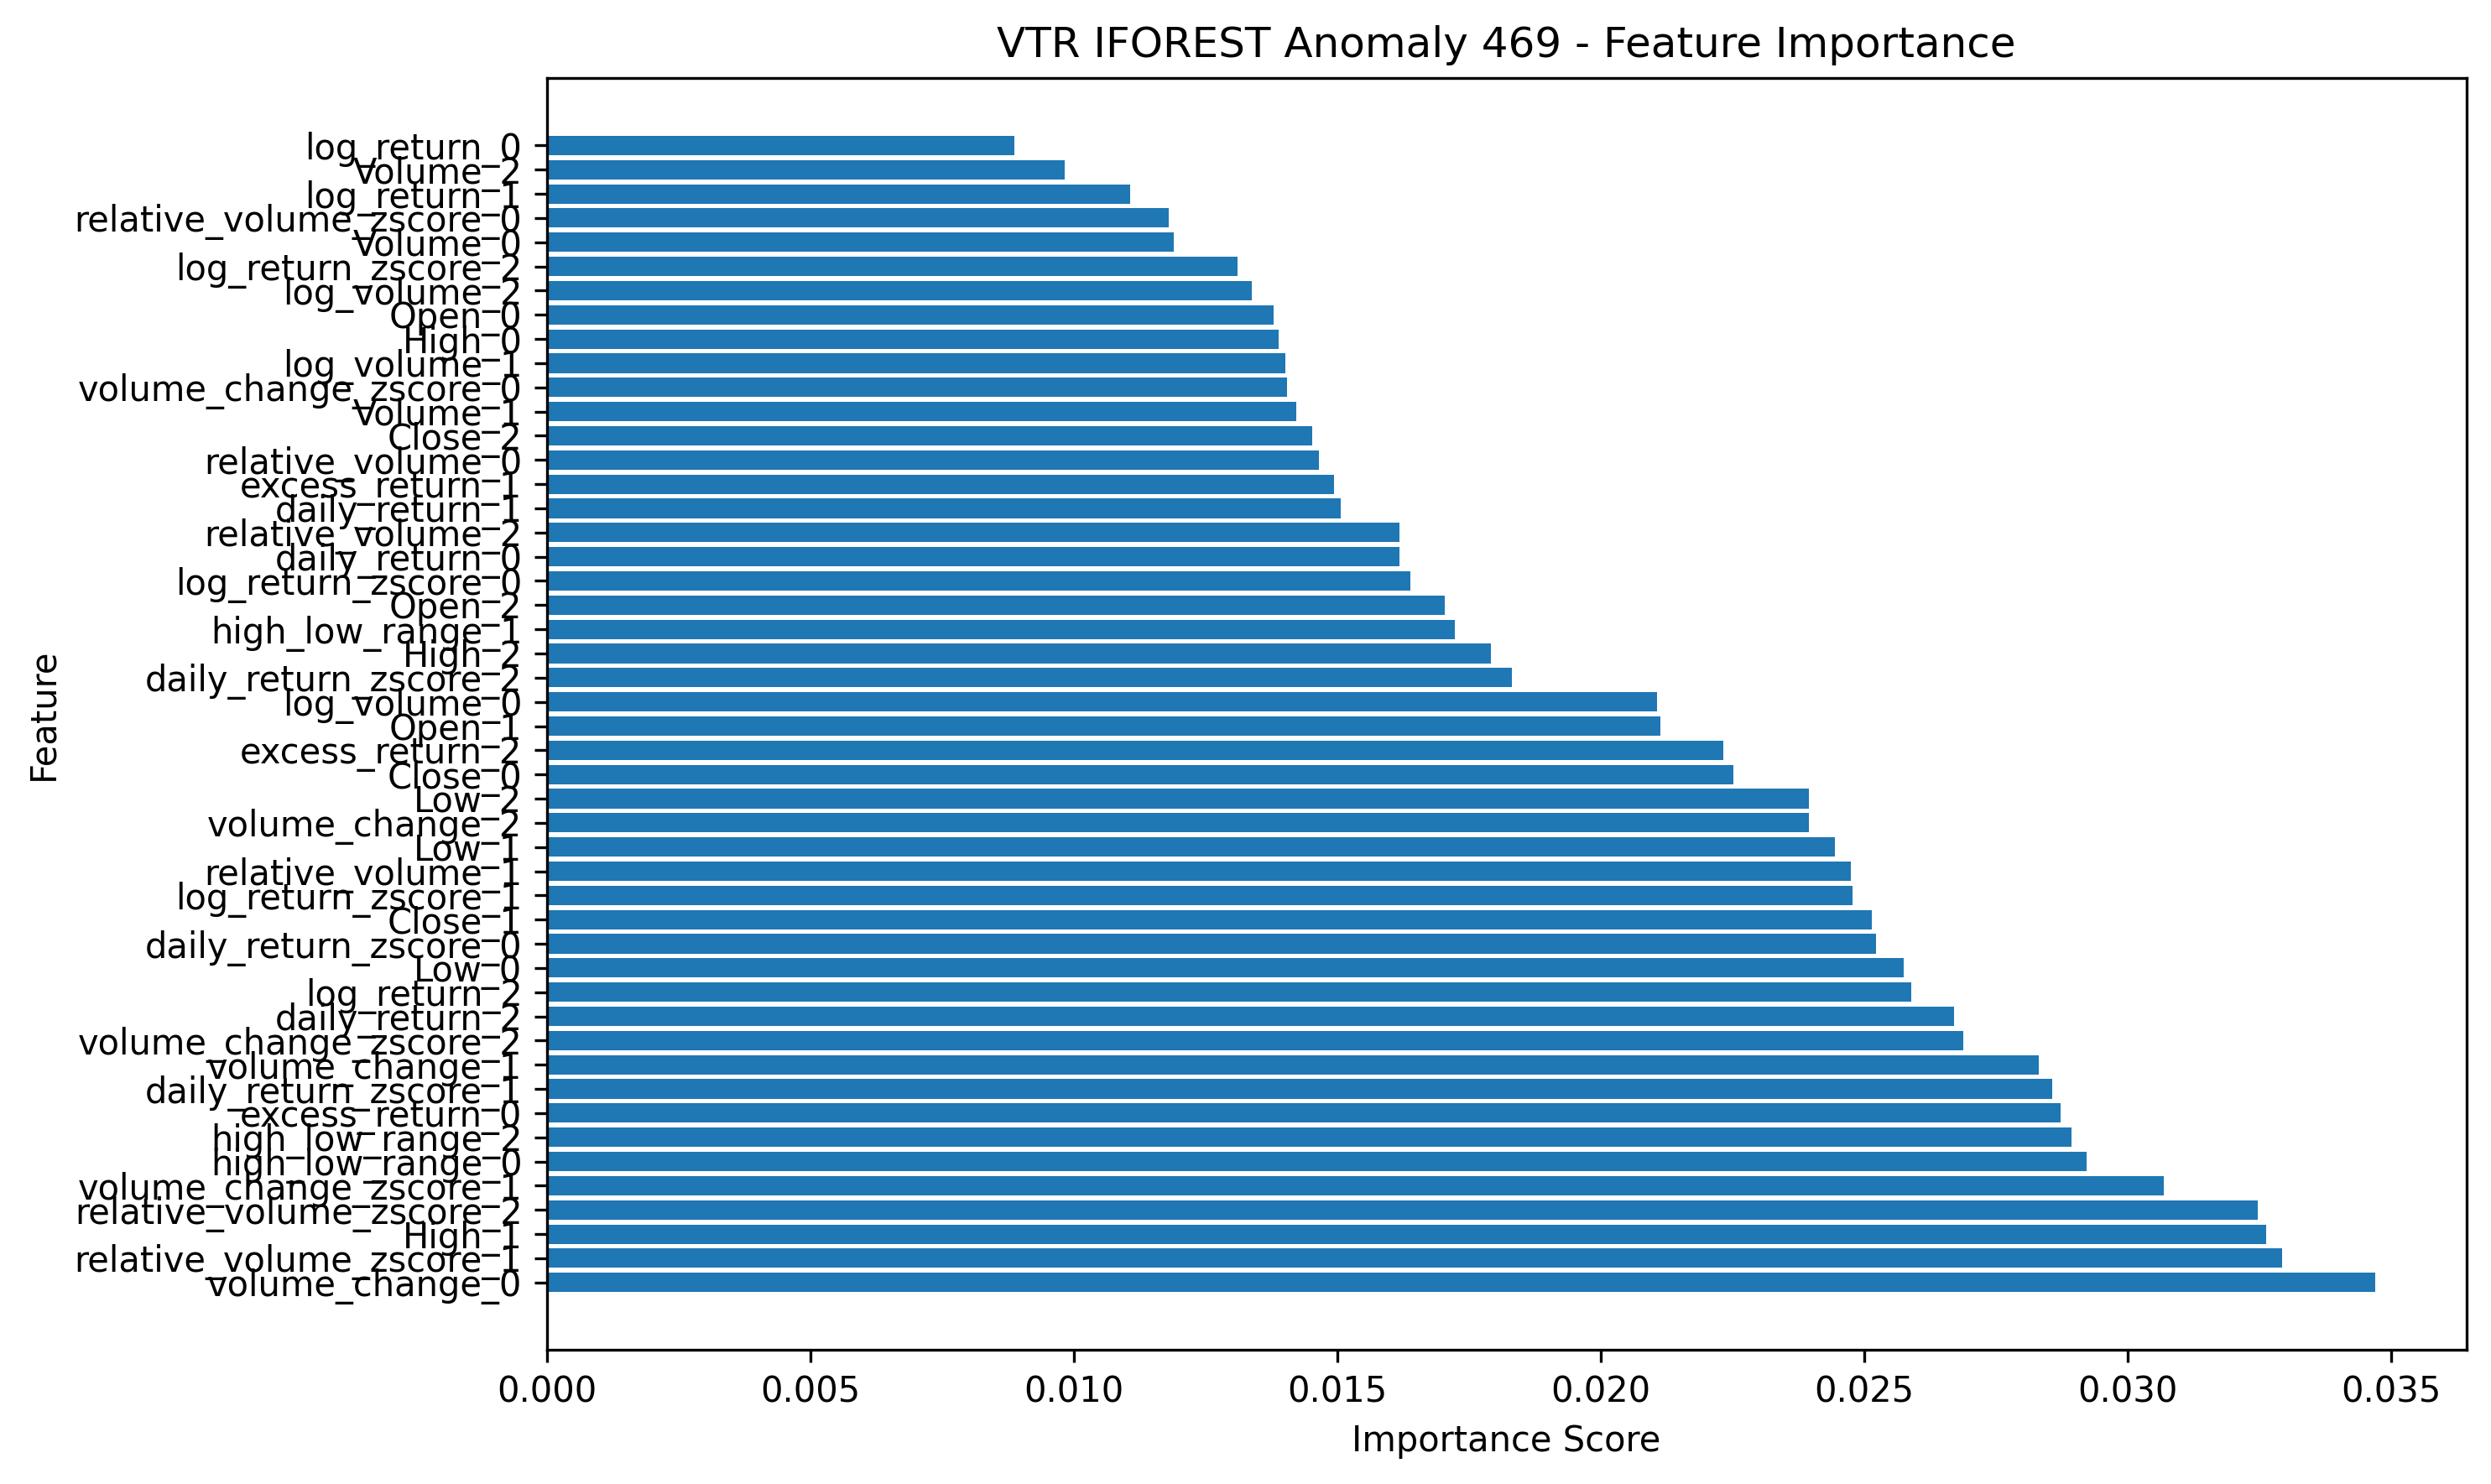 VTR IFOREST Anomaly 469 - Feature Importance
log_return_0
Volume_2
log_return_1
relative_volume_zscore_0
Volume_0
log_return_zscore_2
log_volume_2
Open_0
High_0
log_volume_1
volume_change_zscore_0
Volume_1
Close_2
relative_volume_0
excess_return_1
daily_return_1
relative_volume_2
daily_return_0
log_return_zscore_0
Open_2
high_low_range_1
High_2
daily_return_zscore_2
log_volume_0
Open_1
excess_return_2
Close_0
Low_2
volume_change_2
Low_1
relative_volume_1
log_return_zscore_1
Close_1
daily_return_zscore_0
Low_0
log_return_2
daily_return_2
volume_change_zscore_2
volume_change_1
daily_return_zscore_1
excess_return_0
high_low_range_2
high_low_range_0
volume_change_zscore_1
relative_volume_zscore_2
High_1
relative_volume_zscore_1
volume_change_0
Feature
0.000 0.005 0.010 0.015 0.020 0.025 0.030 0.035
Importance Score